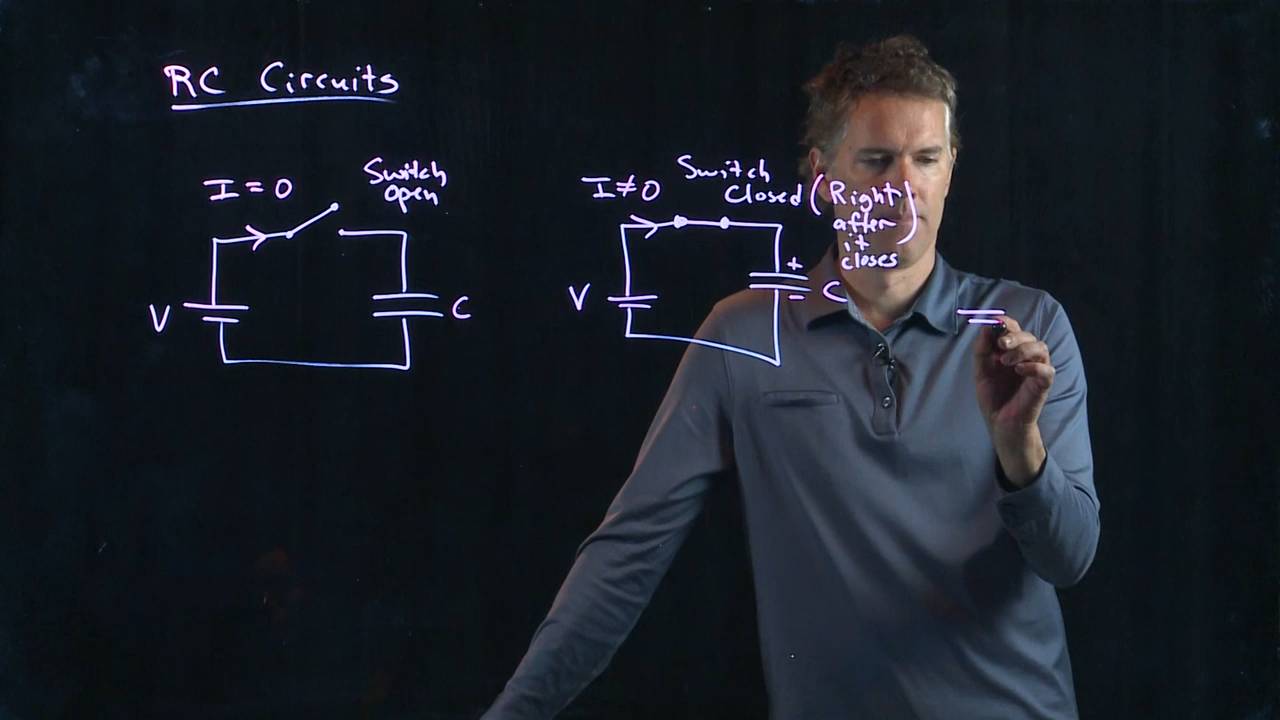 RC Circuits
I = 0
Switch
open
V
C
I ≠ 0
Switch
Closed (Right
after)
it
closes
V
+
-
C